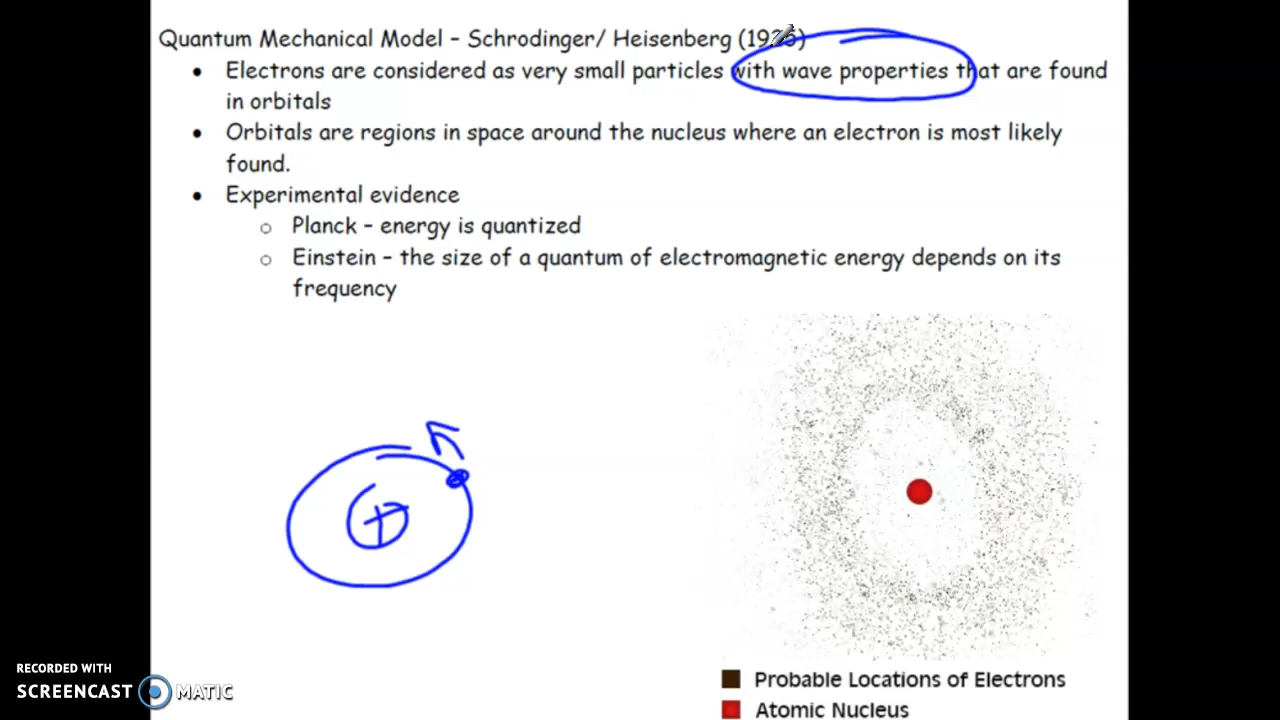 Quantum Mechanical Model – Schrodinger/ Heisenberg
• Electrons are considered as very small particles with wave properties that are found
in orbitals
• Orbitals are regions in space around the nucleus where an electron is most likely
found.
• Experimental evidence
o Planck – energy is quantized
o Einstein – the size of a quantum of electromagnetic energy depends on its
frequency
+
Probable Locations of Electrons
Atomic Nucleus
RECORDED WITH
SCREENCAST MATIC